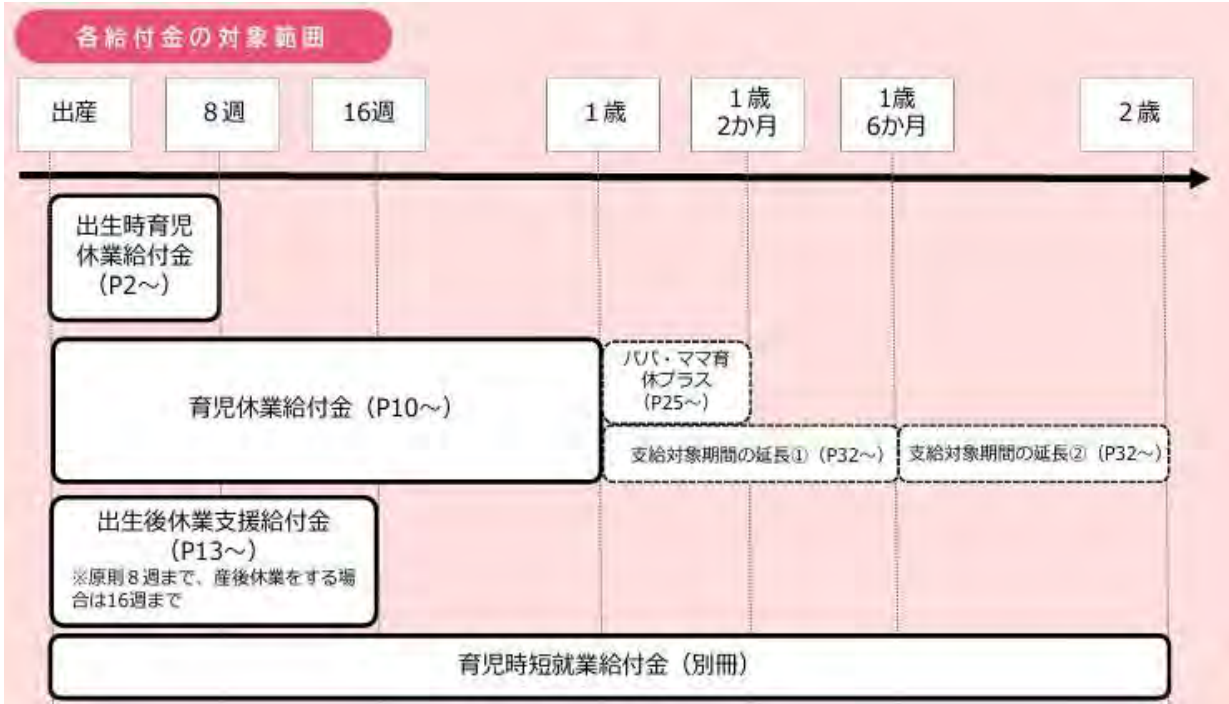 各給付金の対象範囲
出産
８週
16週
１歳
１歳
2か月
1歳
6か月
２歳
出生時育児
休業給付金
（P2～）
育児休業給付金（P10～）
パパ・ママ育
休プラス
（P25～）
支給対象期間の延長①（P32～）
支給対象期間の延長②（P32～）
出生後休業支援給付金
（P13～）
※原則８週まで、産後休業をする場
合は16週まで
育児時短就業給付金（別冊）